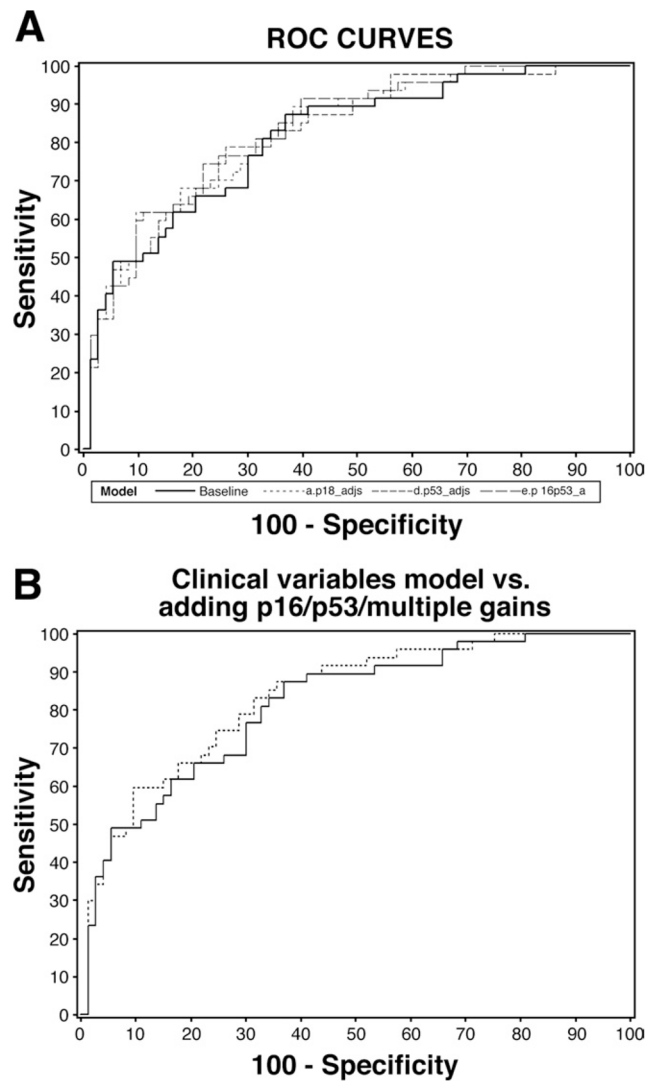 A
ROC CURVES
100
90
80
70
60
50
40
30
20
10
0
Sensitivity
0 10 20 30 40 50 60 70 80 90 100
Model Baseline a.p18_adjs d.p53_adjs e.p 16p53_a
100 - Specificity
B
Clinical variables model vs.
adding p16/p53/multiple gains
100
90
80
70
60
50
40
30
20
10
0
Sensitivity
0 10 20 30 40 50 60 70 80 90 100
100 - Specificity